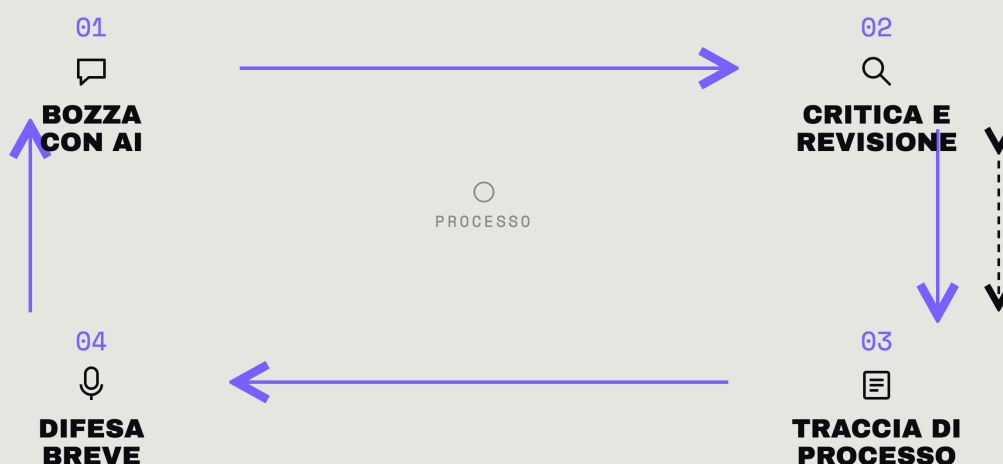 01
BOZZA
CON AI
02
CRITICA E
REVISIONE
PROCESSO
04
DIFESA
BREVE
03
TRACCIA DI
PROCESSO